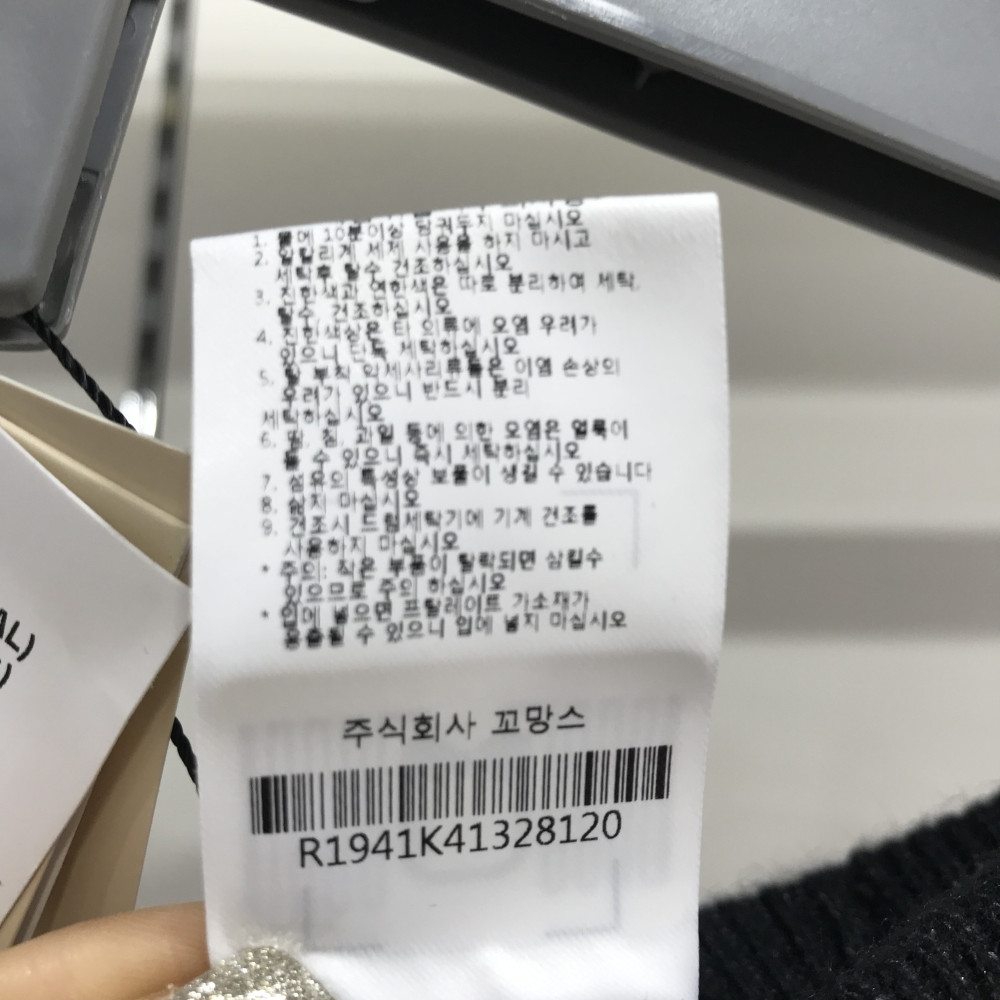 1. 물에 10분이상 담궈두지 마십시오
2. 알칼리계 세제 사용을 하지 마시고
세탁후 탈수 건조하십시오
3. 진한색과 연한색은 따로 분리하여 세탁,
탈수 건조하십시오
4. 진한색상은 타 의류에 오염 우려가
있으니 단독 세탁하십시오
5. 부착 악세사리류들은 이염 손상의
우려가 있으니 반드시 분리
세탁하십시오
6. 땀, 침, 과일 등에 의한 오염은 얼룩이
될 수 있으니 즉시 세탁하십시오
7. 섬유의 특성상 보풀이 생길 수 있습니다
8. 삶지 마십시오
9. 건조시 드럼세탁기에 기계 건조를
사용하지 마십시오
* 주의: 작은 부품이 탈락되면 삼킬수
있으므로 주의 하십시오
* 입에 넣으면 프탈레이트 가소재가
용출될 수 있으니 입에 넣지 마십시오
주식회사 꼬망스
R1941K41328120